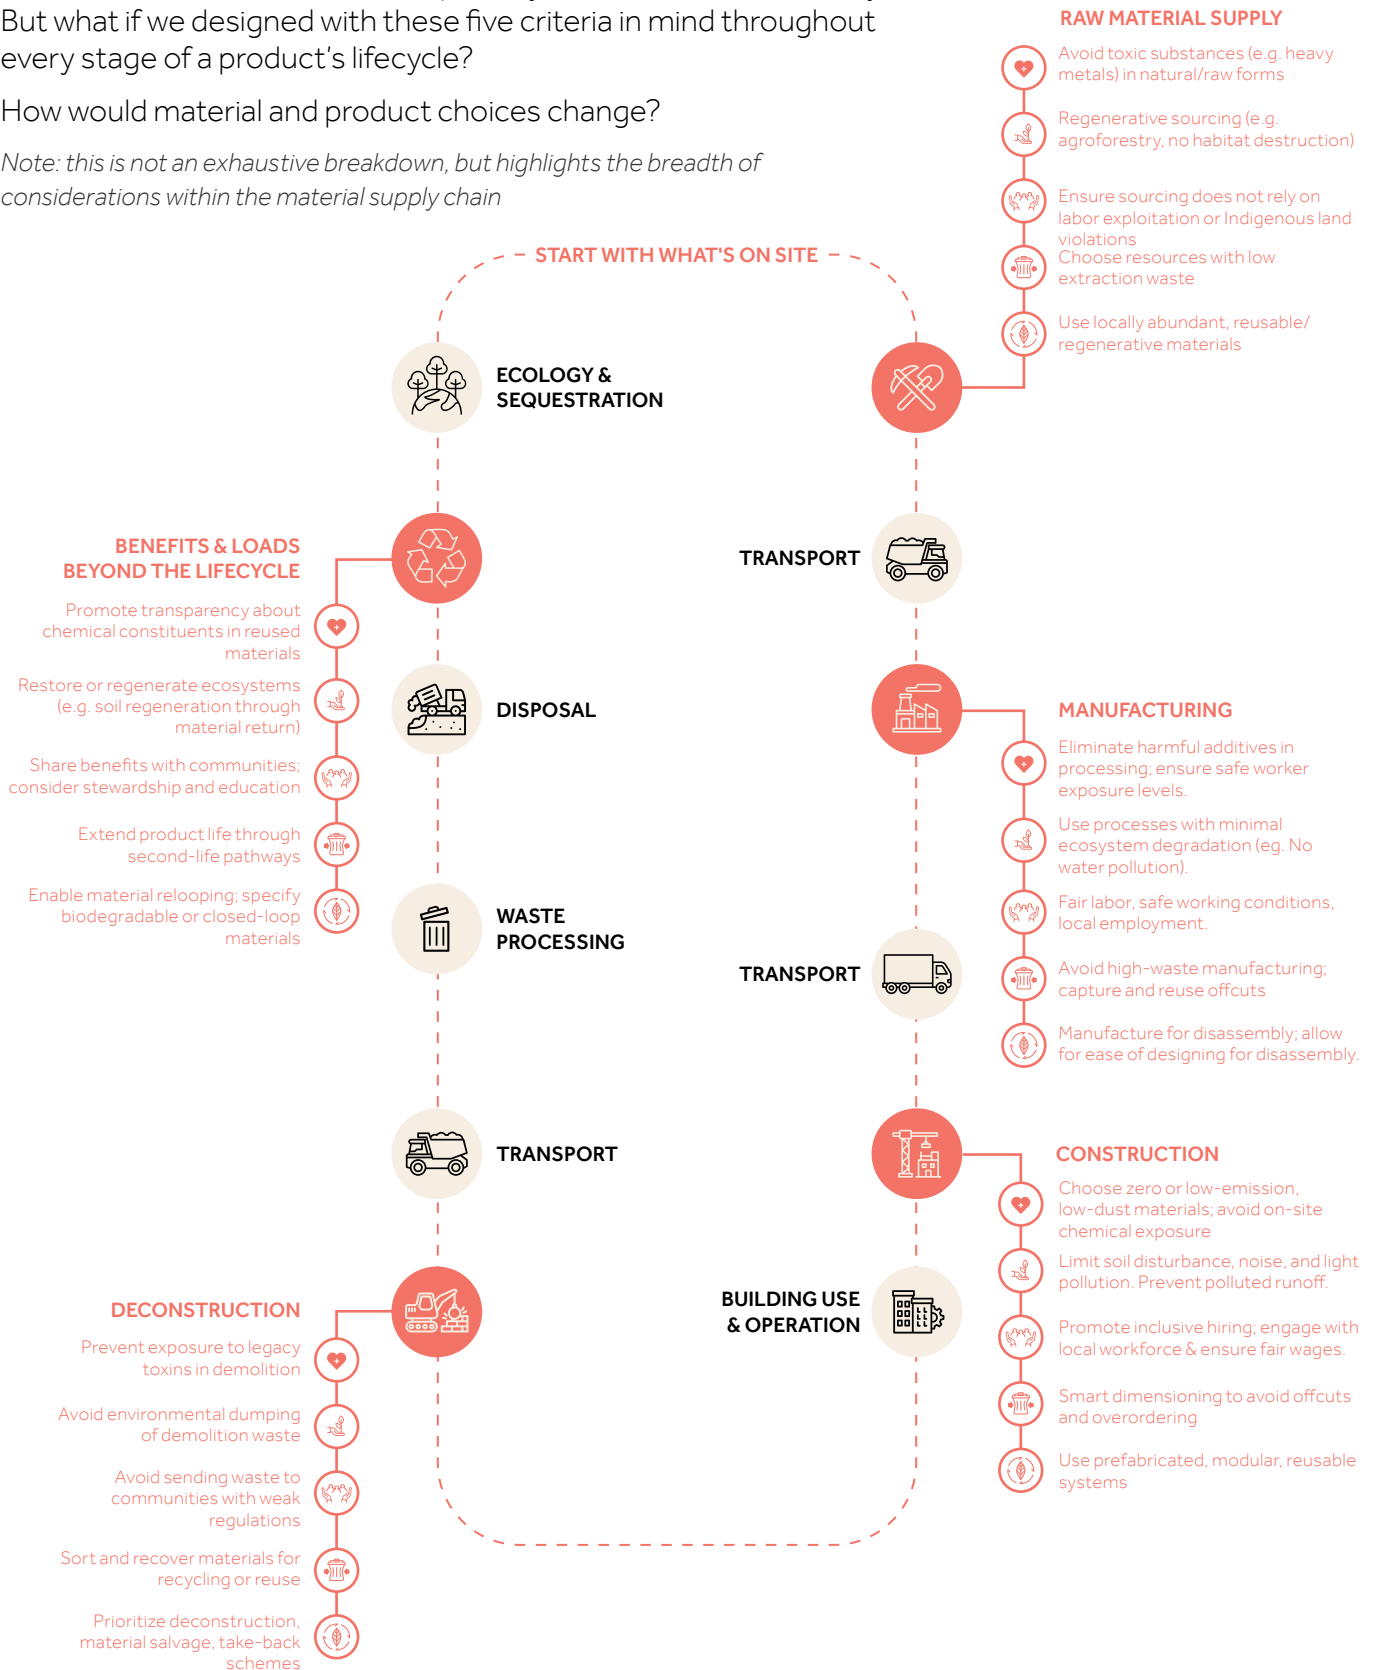 But what if we designed with these five criteria in mind throughout
every stage of a product's lifecycle?
How would material and product choices change?
Note: this is not an exhaustive breakdown, but highlights the breadth of
considerations within the material supply chain
START WITH WHAT'S ON SITE
RAW MATERIAL SUPPLY
Avoid toxic substances (e.g. heavy
metals) in natural/raw forms
Regenerative sourcing (e.g.
agroforestry, no habitat destruction)
Ensure sourcing does not rely on
labor exploitation or Indigenous land
violations
Choose resources with low
extraction waste
Use locally abundant, reusable/
regenerative materials
TRANSPORT
MANUFACTURING
Eliminate harmful additives in
processing; ensure safe worker
exposure levels.
Use processes with minimal
ecosystem degradation (eg. No
water pollution).
Fair labor, safe working conditions,
local employment.
Avoid high-waste manufacturing;
capture and reuse offcuts
Manufacture for disassembly; allow
for ease of designing for disassembly.
TRANSPORT
CONSTRUCTION
Choose zero or low-emission,
low-dust materials; avoid on-site
chemical exposure
Limit soil disturbance, noise, and light
pollution. Prevent polluted runoff.
Promote inclusive hiring; engage with
local workforce & ensure fair wages.
Smart dimensioning to avoid offcuts
and overordering
Use prefabricated, modular, reusable
systems
BUILDING USE
& OPERATION
DECONSTRUCTION
Prevent exposure to legacy
toxins in demolition
Avoid environmental dumping
of demolition waste
Avoid sending waste to
communities with weak
regulations
Sort and recover materials for
recycling or reuse
Prioritize deconstruction,
material salvage, take-back
schemes
TRANSPORT
WASTE
PROCESSING
DISPOSAL
BENEFITS & LOADS
BEYOND THE LIFECYCLE
Promote transparency about
chemical constituents in reused
materials
Restore or regenerate ecosystems
(e.g. soil regeneration through
material return)
Share benefits with communities;
consider stewardship and education
Extend product life through
second-life pathways
Enable material relooping; specify
biodegradable or closed-loop
materials
ECOLOGY &
SEQUESTRATION